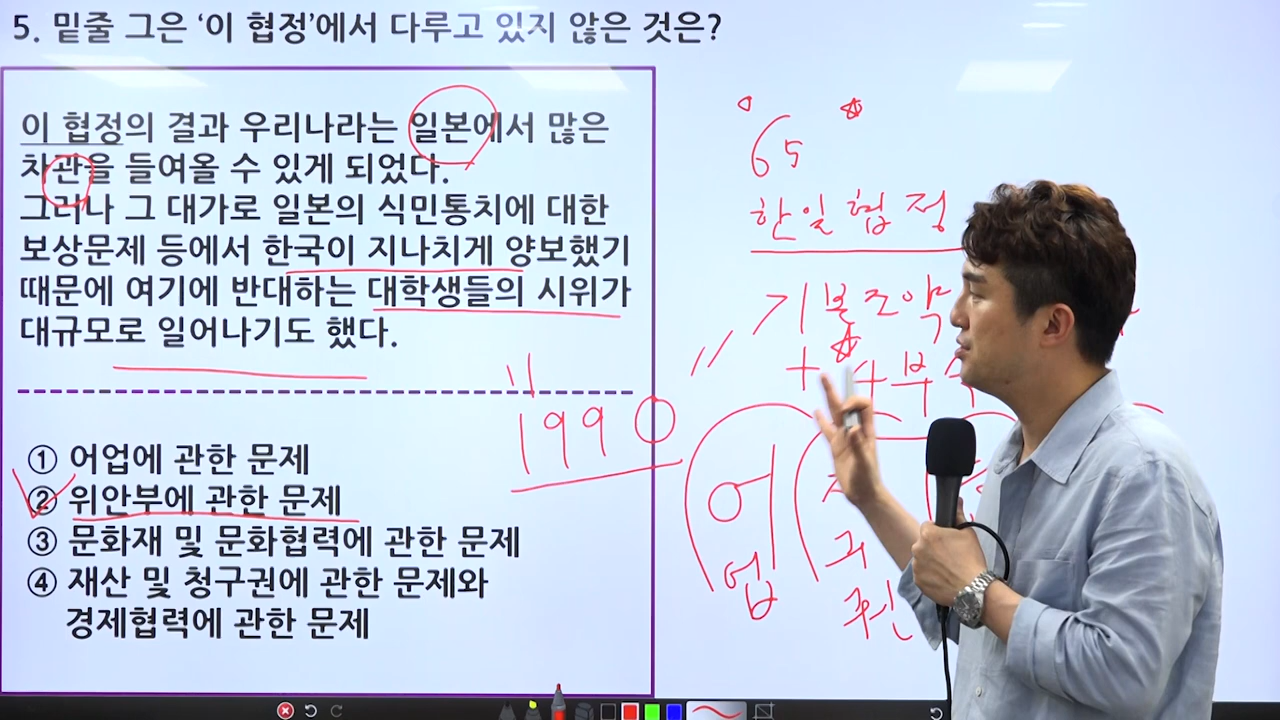 5. 밑줄 그은 ‘이 협정’에서 다루고 있지 않은 것은?
이 협정의 결과 우리나라는 일본에서 많은
차관을 들여올 수 있게 되었다.
그러나 그 대가로 일본의 식민통치에 대한
보상문제 등에서 한국이 지나치게 양보했기
때문에 여기에 반대하는 대학생들의 시위가
대규모로 일어나기도 했다.
① 어업에 관한 문제
② 위안부에 관한 문제
③ 문화재 및 문화협력에 관한 문제
④ 재산 및 청구권에 관한 문제와
경제협력에 관한 문제
1990
65
한일협정
기본조약
+ 4부속
어업